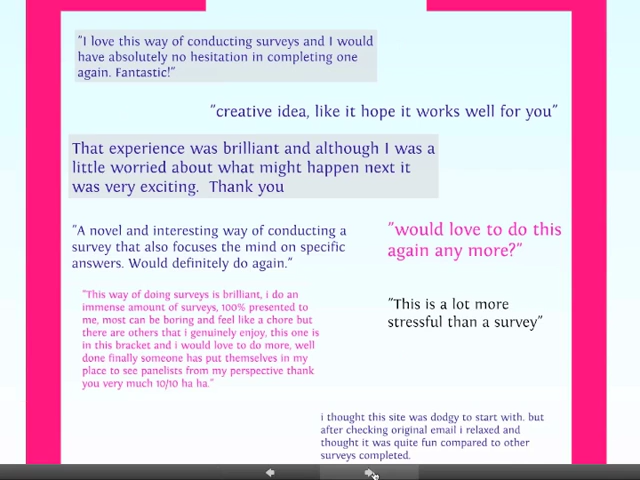 "I love this way of conducting surveys and I would
have absolutely no hesitation in completing one
again. Fantastic!"
"creative idea, like it hope it works well for you"
That experience was brilliant and although I was a
little worried about what might happen next it
was very exciting. Thank you
"A novel and interesting way of conducting a
survey that also focuses the mind on specific
answers. Would definitely do again."
"would love to do this
again any more?"
"This way of doing surveys is brilliant, i do an
immense amount of surveys, 100% presented to
me, most can be boring and feel like a chore but
there are others that i genuinely enjoy, this one is
in this bracket and i would love to do more, well
done finally someone has put themselves in my
place to see panelists from my perspective thank
you very much 10/10 ha ha."
"This is a lot more
stressful than a survey"
i thought this site was dodgy to start with. but
after checking original email i relaxed and
thought it was quite fun compared to other
surveys completed.